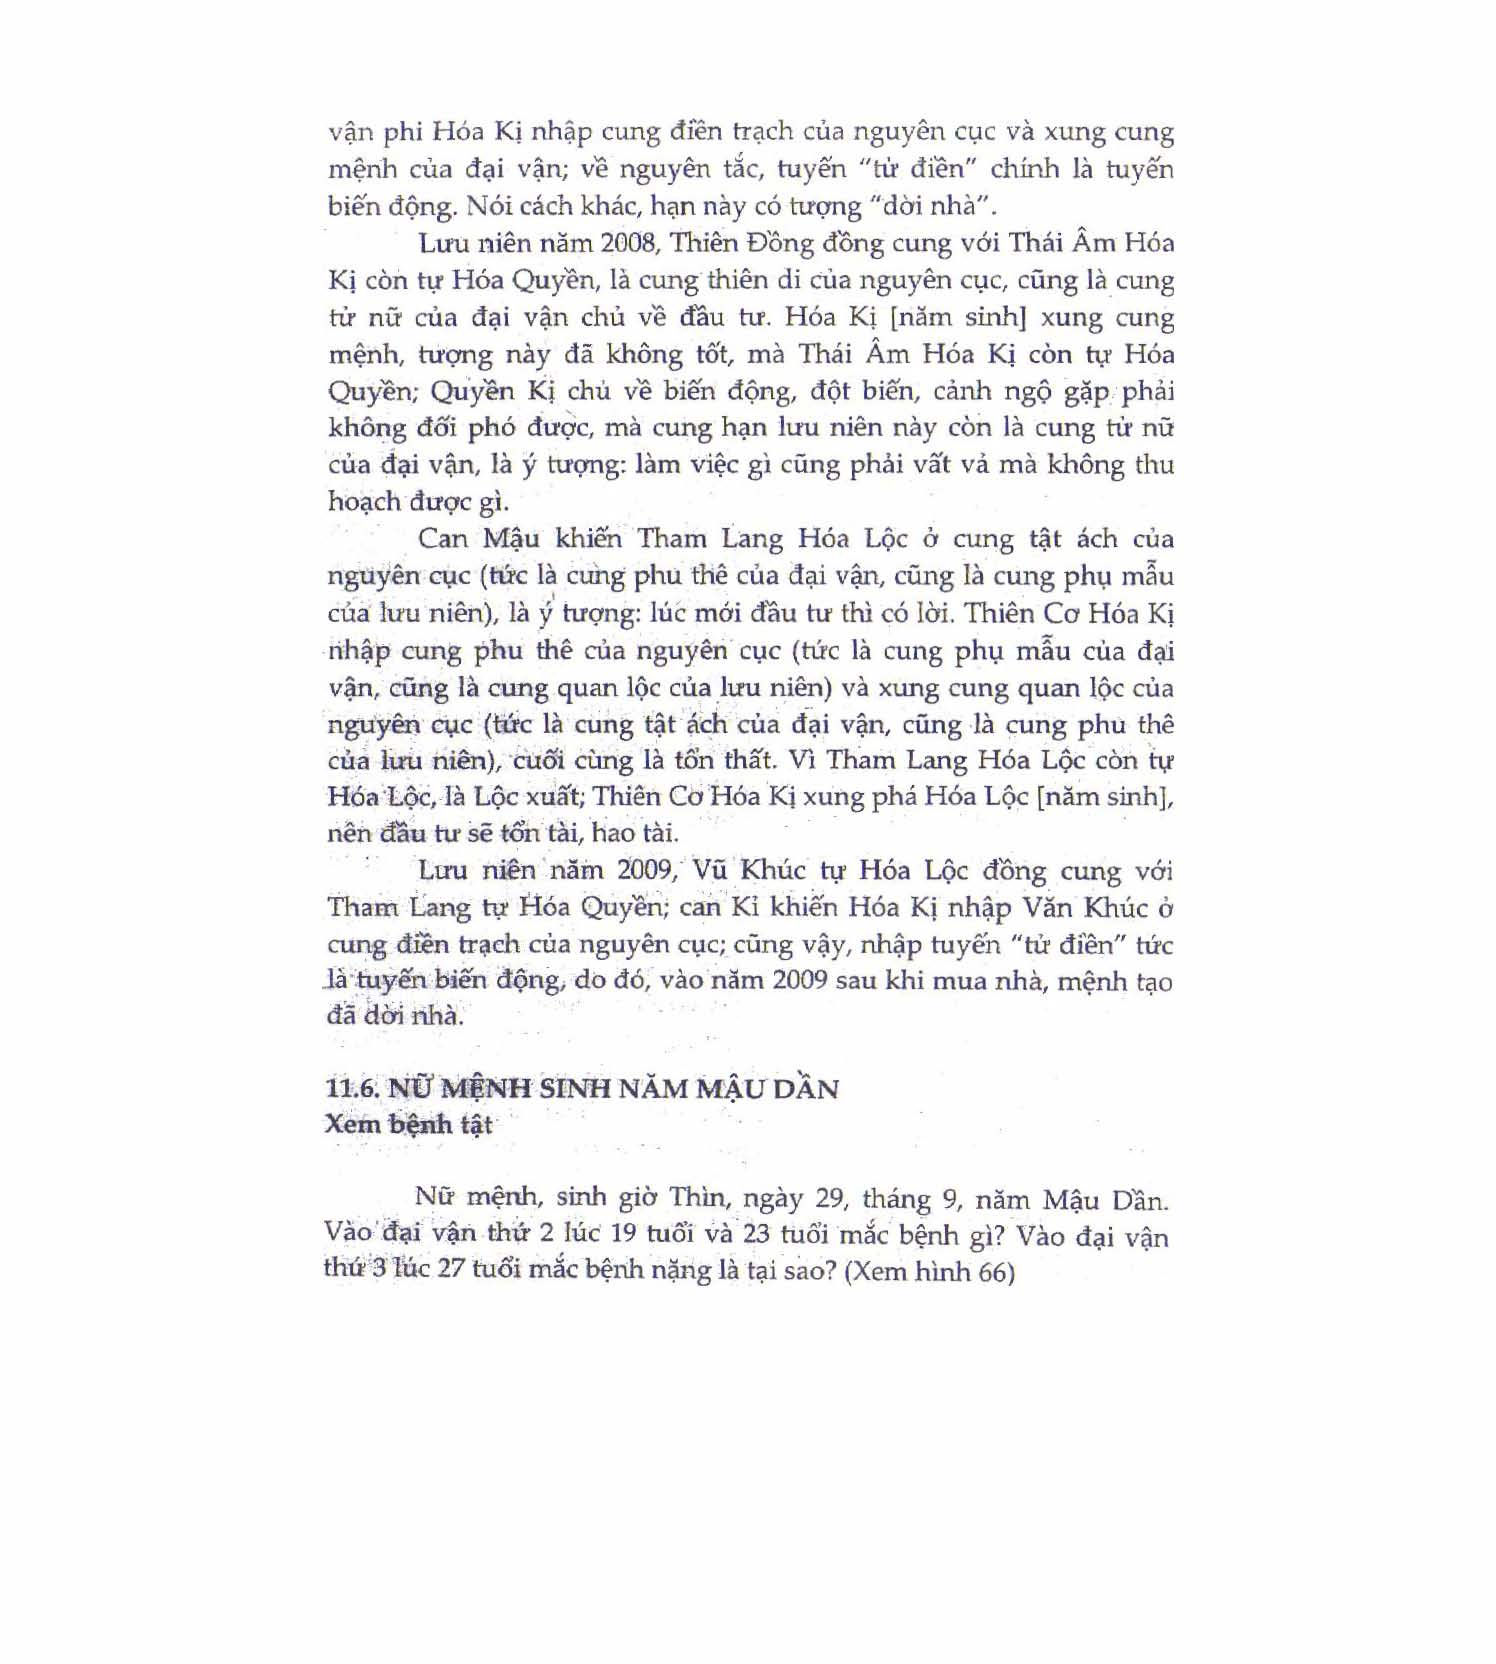 vận phi Hóa Kị nhập cung điền trạch của nguyên cục và xung cung
mệnh của đại vận; về nguyên tắc, tuyến "tử điền" chính là tuyến
biến động. Nói cách khác, hạn này có tượng "dời nhà".
Lưu niên năm 2008, Thiên Đồng đồng cung với Thái Âm Hóa
Kị còn tự Hóa Quyền, là cung thiên di của nguyên cục, cũng là cung
tử nữ của đại vận chủ về đầu tư. Hóa Kị [năm sinh] xung cung
mệnh, tượng này đã không tốt, mà Thái Âm Hóa Kị còn tự Hóa
Quyền; Quyền Kị chủ về biến động, đột biến, cảnh ngộ gặp phải
không đối phó được, mà cung hạn lưu niên này còn là cung tử nữ
của đại vận, là ý tượng: làm việc gì cũng phải vất vả mà không thu
hoạch được gì.
Can Mậu khiến Tham Lang Hóa Lộc ở cung tật ách của
nguyên cục (tức là cung phu thê của đại vận, cũng là cung phụ mẫu
của lưu niên), là ý tượng: lúc mới đầu tư thì có lời. Thiên Cơ Hóa Kị
nhập cung phu thê của nguyên cục (tức là cung phụ mẫu của đại
vận, cũng là cung quan lộc của lưu niên) và xung cung quan lộc của
nguyên cục (tức là cung tật ách của đại vận, cũng là cung phu thê
của lưu niên), cuối cùng là tổn thất. Vì Tham Lang Hóa Lộc còn tự
Hóa Lộc, là Lộc xuất; Thiên Cơ Hóa Kị xung phá Hóa Lộc [năm sinh],
nên đầu tư sẽ tổn tài, hao tài.
Lưu niên năm 2009, Vũ Khúc tự Hóa Lộc đồng cung với
Tham Lang tự Hóa Quyền; can Kỉ khiến Hóa Kị nhập Văn Khúc ở
cung điền trạch của nguyên cục; cũng vậy, nhập tuyến "tử điền" tức
là tuyến biến động, do đó, vào năm 2009 sau khi mua nhà, mệnh tạo
đã dời nhà.
11.6. NỮ MỆNH SINH NĂM MẬU DẦN
Xem bệnh tật
Nữ mệnh, sinh giờ Thìn, ngày 29, tháng 9, năm Mậu Dần.
Vào đại vận thứ 2 lúc 19 tuổi và 23 tuổi mắc bệnh gì? Vào đại vận
thứ 3 lúc 27 tuổi mắc bệnh nặng là tại sao? (Xem hình 66)